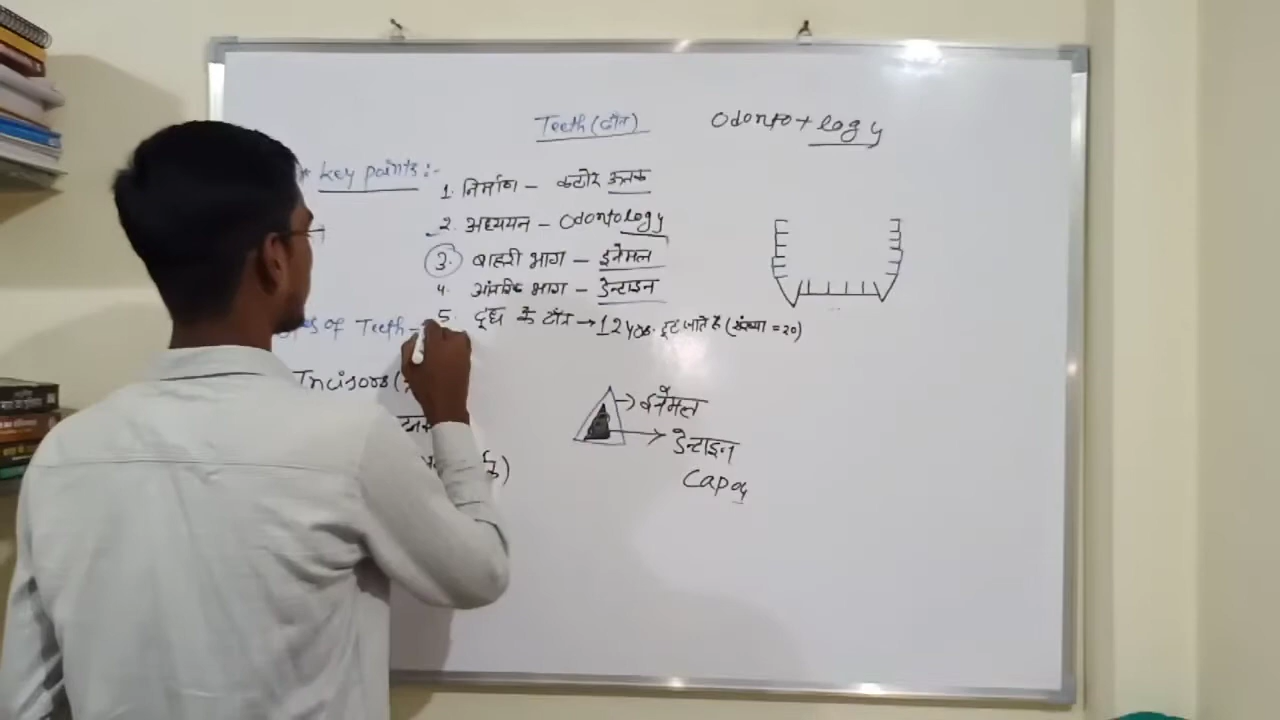 Teeth (दाँत)
Odonto + logy
* Key points :-
1. निर्माण - कठोर ऊतक
2. अध्ययन - Odontology
3. बाहरी भाग - इनेमल
4. आंतरिक भाग - डेन्टाइन
5. दूध के दाँत → 12 yrs. टूट जाते है (संख्या = 20)
of Teeth -
Incisors (
इनेमल
डेन्टाइन
Capoy